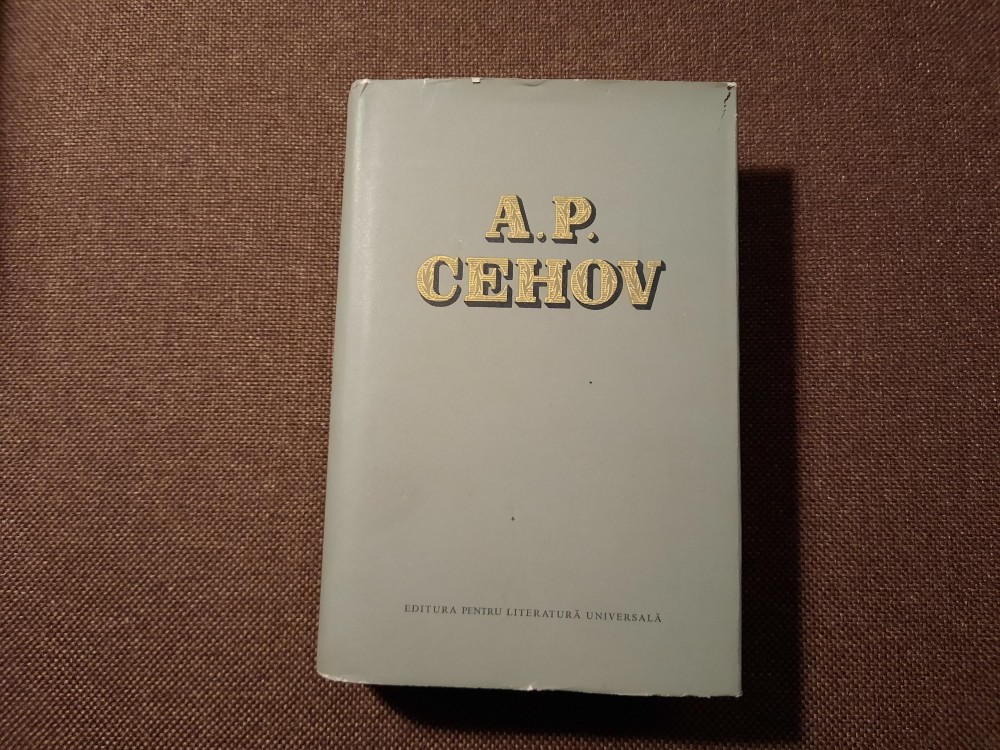 A.P.
CEHOV
EDITURA PENTRU LITERATURĂ UNIVERSALĂ